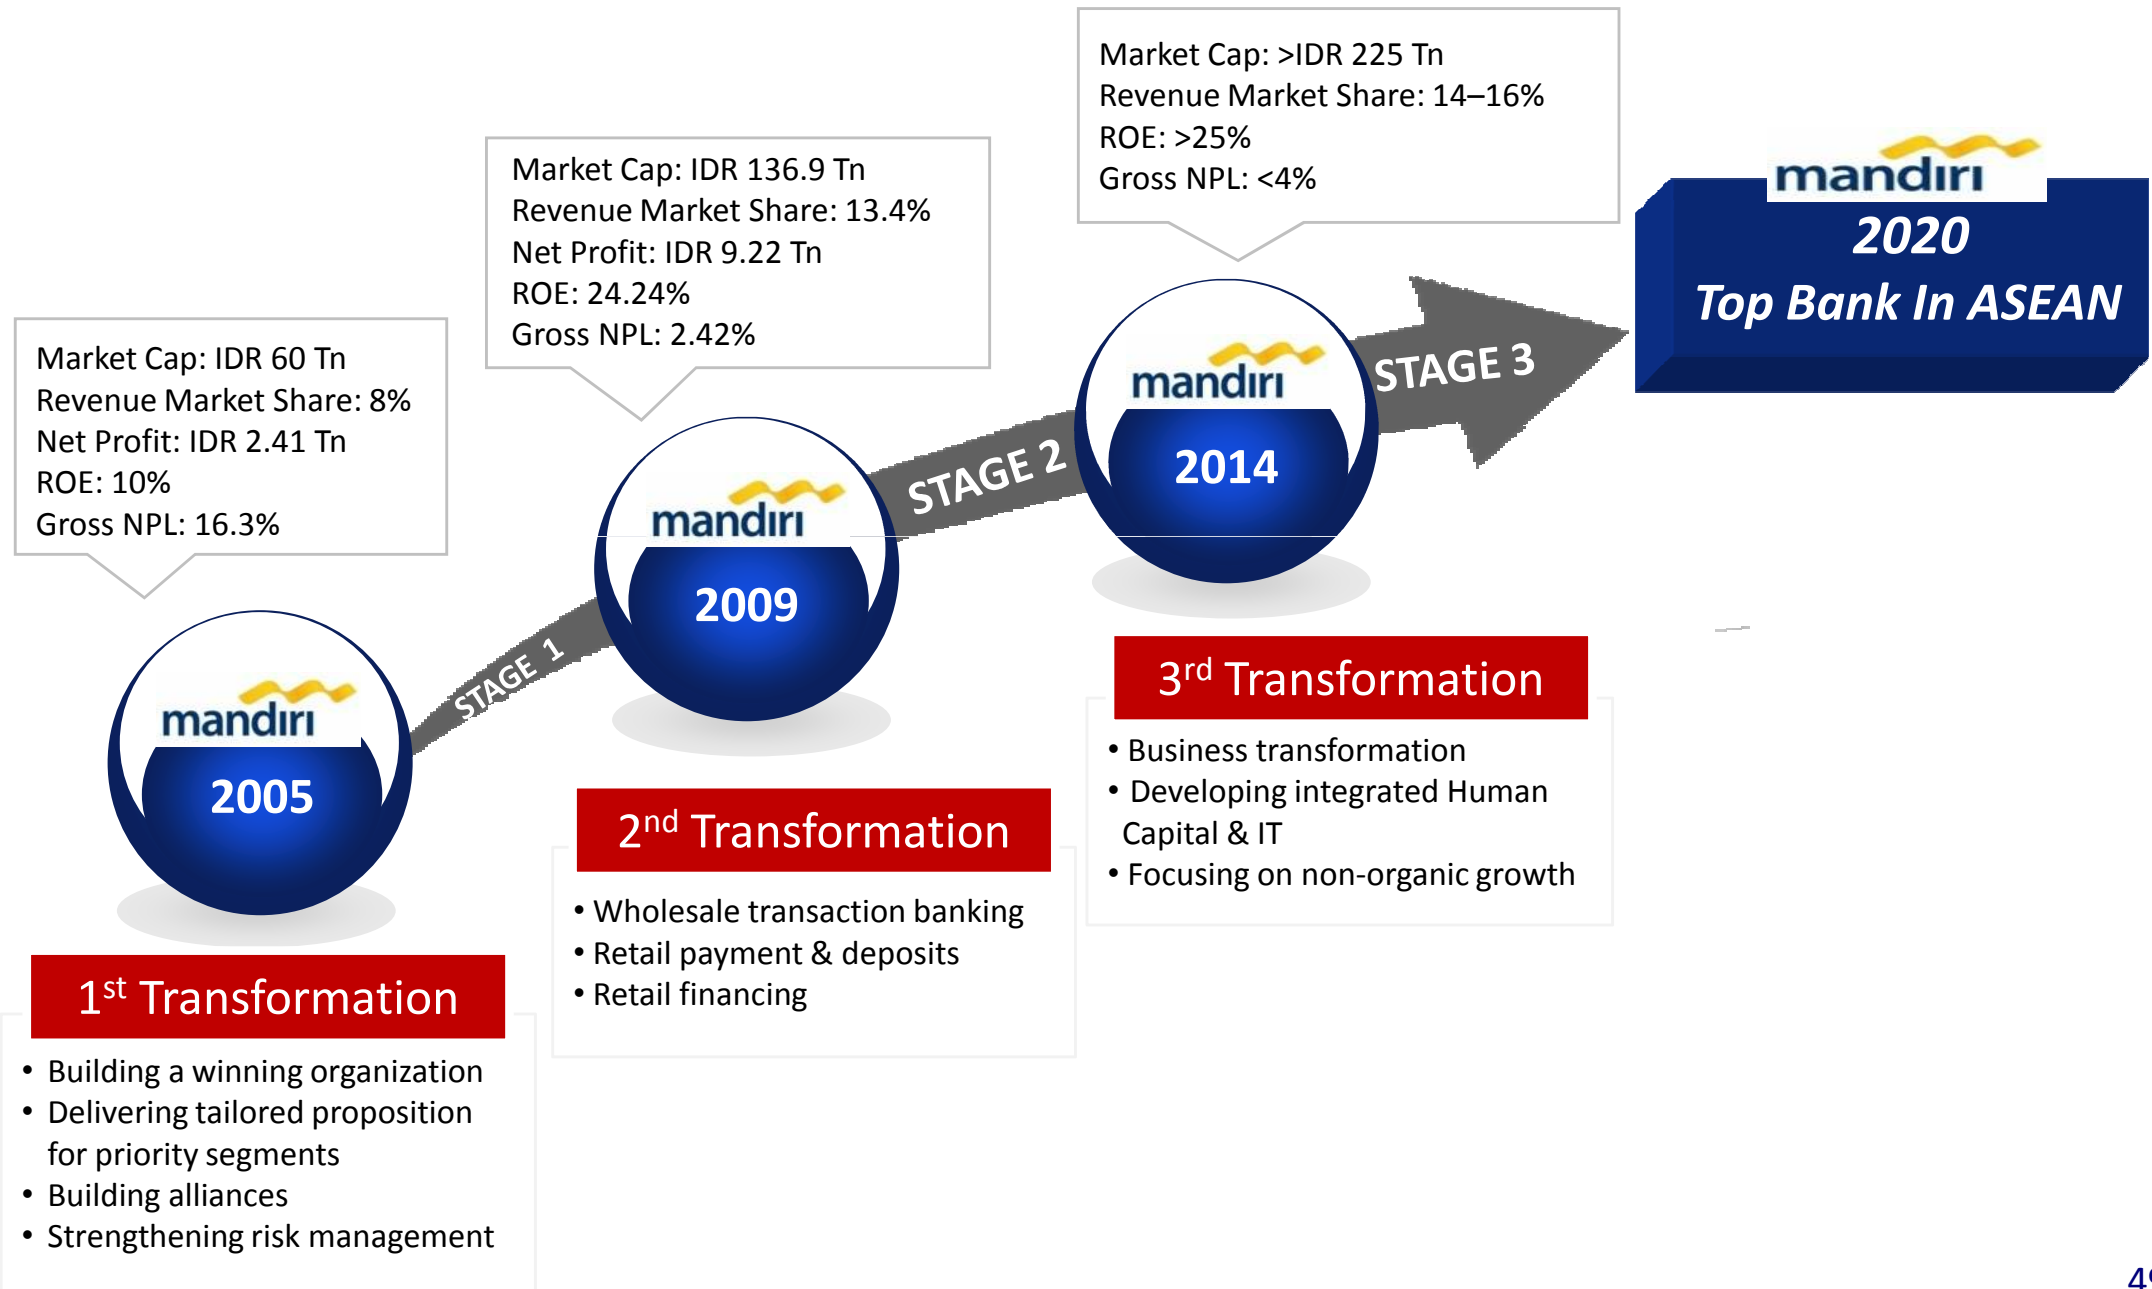 Market Cap: IDR 60 Tn
Revenue Market Share: 8%
Net Profit: IDR 2.41 Tn
ROE: 10%
Gross NPL: 16.3%
mandırı
2005
1st Transformation
• Building a winning organization
• Delivering tailored proposition
for priority segments
• Building alliances
• Strengthening risk management
STAGE 1
Market Cap: IDR 136.9 Tn
Revenue Market Share: 13.4%
Net Profit: IDR 9.22 Tn
ROE: 24.24%
Gross NPL: 2.42%
mandırı
2009
2nd Transformation
• Wholesale transaction banking
• Retail payment & deposits
• Retail financing
STAGE 2
Market Cap: >IDR 225 Tn
Revenue Market Share: 14–16%
ROE: >25%
Gross NPL: <4%
mandırı
2014
3rd Transformation
• Business transformation
• Developing integrated Human
Capital & IT
• Focusing on non-organic growth
STAGE 3
mandırı
2020
Top Bank In ASEAN